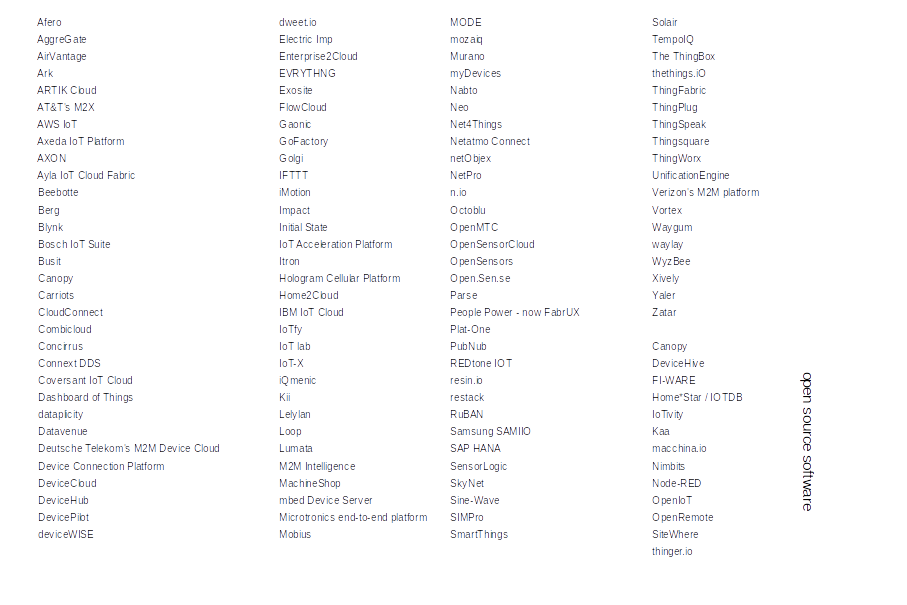 Afero
AggreGate
AirVantage
Ark
ARTIK Cloud
AT&T's M2X
AWS IoT
Axeda IoT Platform
AXON
Ayla IoT Cloud Fabric
Beebotte
Berg
Blynk
Bosch IoT Suite
Busit
Canopy
Carriots
CloudConnect
Combicloud
Concirrus
Connext DDS
Coversant IoT Cloud
Dashboard of Things
dataplicity
Datavenue
Deutsche Telekom's M2M Device Cloud
Device Connection Platform
DeviceCloud
DeviceHub
DevicePilot
deviceWISE
dweet.io
Electric Imp
Enterprise2Cloud
EVRYTHNG
Exosite
FlowCloud
Gaonic
GoFactory
Golgi
IFTTT
iMotion
Impact
Initial State
IoT Acceleration Platform
Itron
Hologram Cellular Platform
Home2Cloud
IBM IoT Cloud
IoTfy
IoT lab
IoT-X
iQmenic
Kii
Lelylan
Loop
Lumata
M2M Intelligence
MachineShop
mbed Device Server
Microtronics end-to-end platform
Mobius
MODE
mozaiq
Murano
myDevices
Nabto
Neo
Net4Things
Netatmo Connect
netObjex
NetPro
n.io
Octoblu
OpenMTC
OpenSensorCloud
OpenSensors
Open.Sen.se
Parse
People Power - now FabrUX
Plat-One
PubNub
REDtone IOT
resin.io
restack
RuBAN
Samsung SAMIIO
SAP HANA
SensorLogic
SkyNet
Sine-Wave
SIMPro
SmartThings
Solair
TempoIQ
The ThingBox
thethings.iO
ThingFabric
ThingPlug
ThingSpeak
Thingsquare
ThingWorx
UnificationEngine
Verizon's M2M platform
Vortex
Waygum
waylay
WyzBee
Xively
Yaler
Zatar
Canopy
DeviceHive
FI-WARE
Home*Star / IOTDB
IoTivity
Kaa
macchina.io
Nimbits
Node-RED
OpenIoT
OpenRemote
SiteWhere
thinger.io
open source software